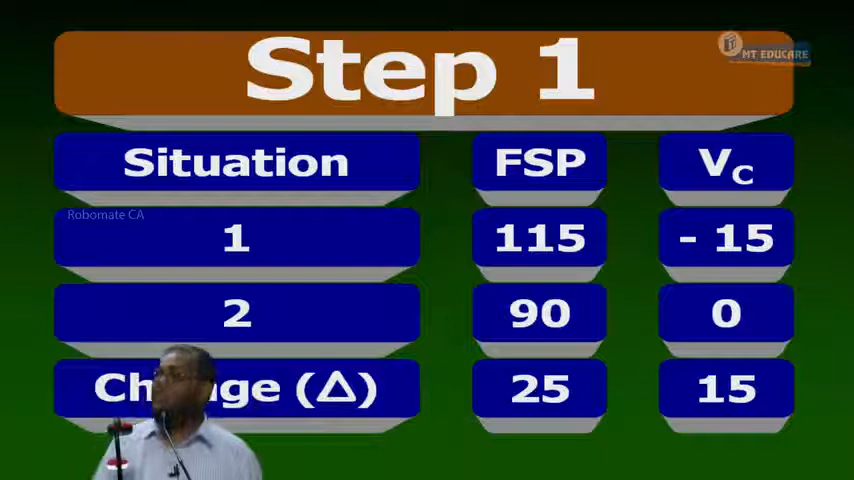 Step 1
MT EDUCARE
Situation FSP VC
Robomate CA
1 115 - 15
2 90 0
Change (Δ) 25 15